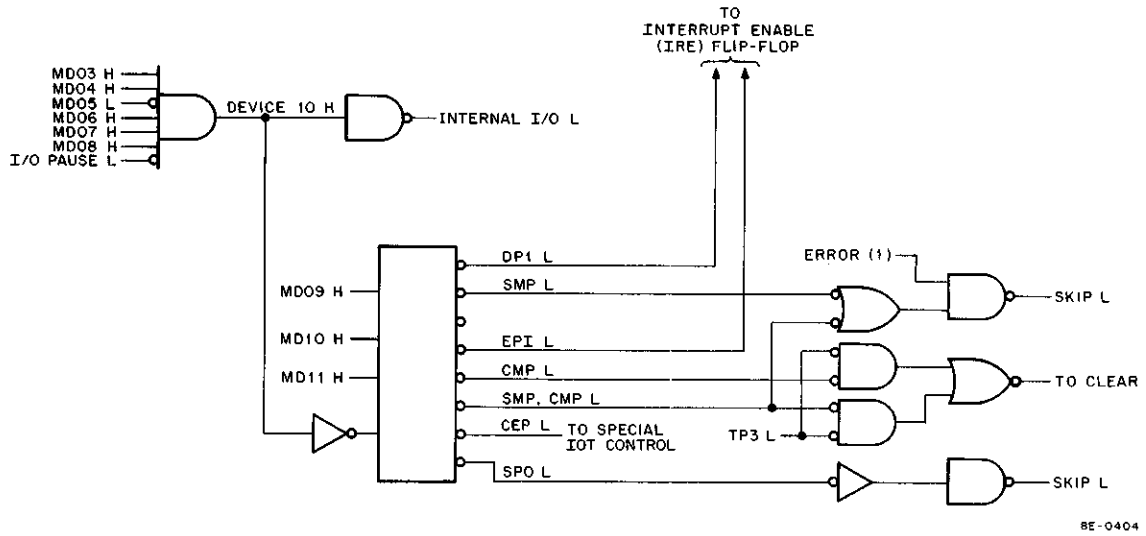 TO
INTERRUPT ENABLE
(IRE) FLIP-FLOP
MD03 H
MD04 H
MD05 L
MD06 H
MD07 H
MD08 H
I/O PAUSE L
DEVICE 10 H
INTERNAL I/O L
DP1 L
SMP L
EPI L
CMP L
SMP, CMP L
CEP L
TO SPECIAL
IOT CONTROL
SPO L
MD09 H
MD10 H
MD11 H
ERROR (1)
SKIP L
TO CLEAR
TP3 L
SKIP L
8E-0404